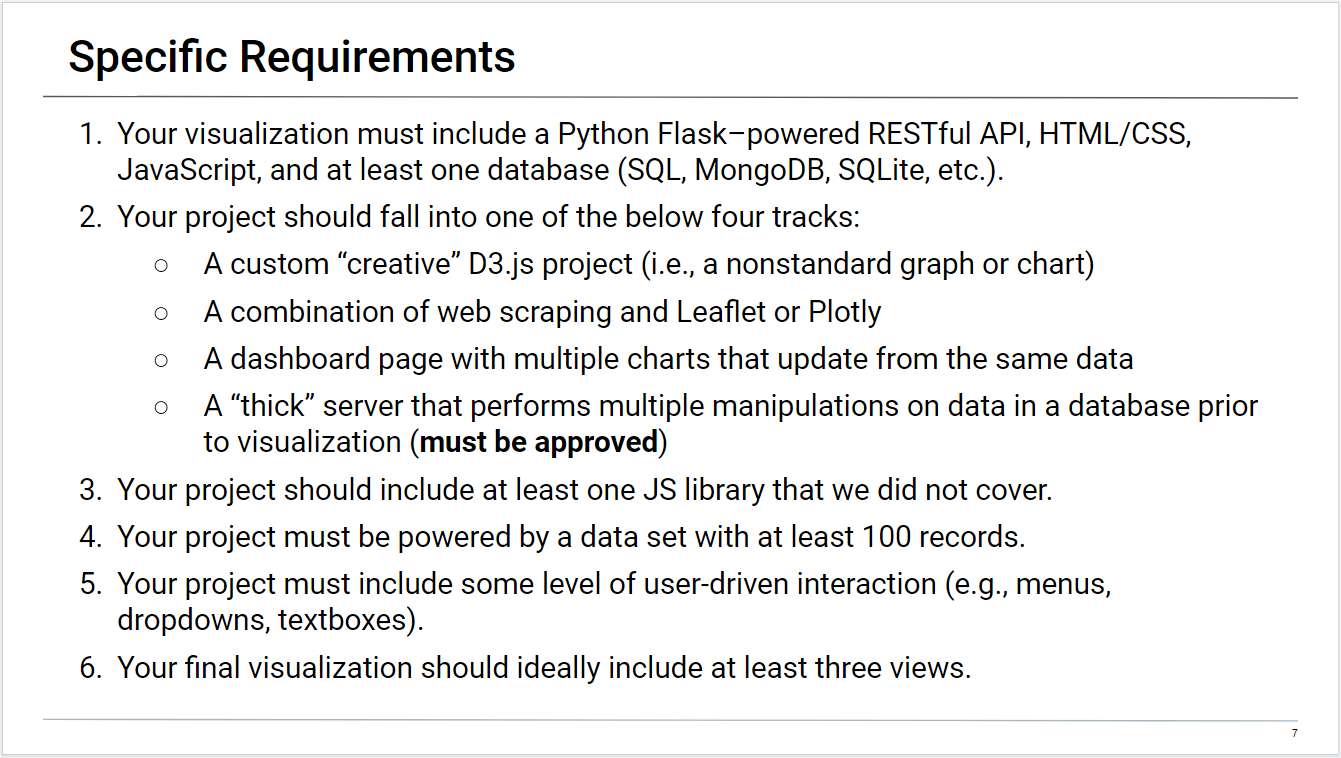 Specific Requirements
1. Your visualization must include a Python Flask–powered RESTful API, HTML/CSS,
JavaScript, and at least one database (SQL, MongoDB, SQLite, etc.).
2. Your project should fall into one of the below four tracks:
○ A custom “creative” D3.js project (i.e., a nonstandard graph or chart)
○ A combination of web scraping and Leaflet or Plotly
○ A dashboard page with multiple charts that update from the same data
○ A “thick” server that performs multiple manipulations on data in a database prior
to visualization (must be approved)
3. Your project should include at least one JS library that we did not cover.
4. Your project must be powered by a data set with at least 100 records.
5. Your project must include some level of user-driven interaction (e.g., menus,
dropdowns, textboxes).
6. Your final visualization should ideally include at least three views.
7